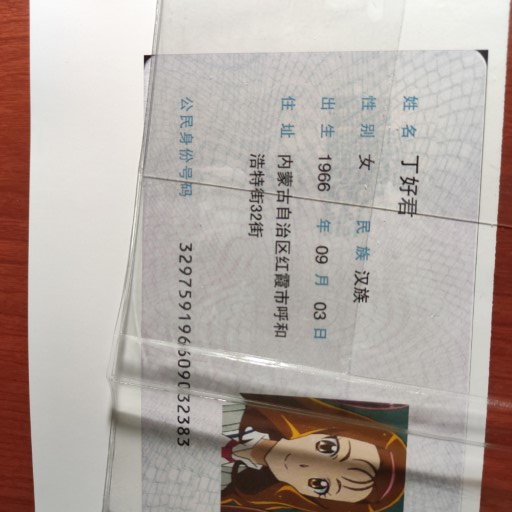 姓名 丁好君
性别 女 民族 汉族
出生 1966 年 09 月 03 日
住址 内蒙古自治区红霞市呼和
浩特街32街
公民身份号码 329759196609032383